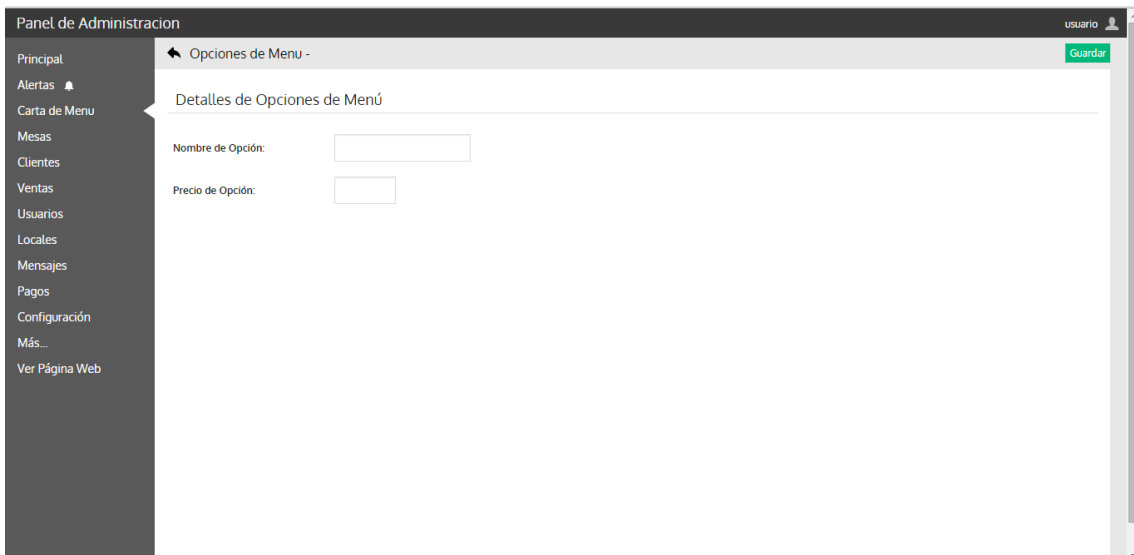 Panel de Administracion
usuario
Principal
Alertas
Carta de Menu
Mesas
Clientes
Ventas
Usuarios
Locales
Mensajes
Pagos
Configuración
Más...
Ver Página Web
Opciones de Menu -
Guardar
Detalles de Opciones de Menú
Nombre de Opción:
Precio de Opción: